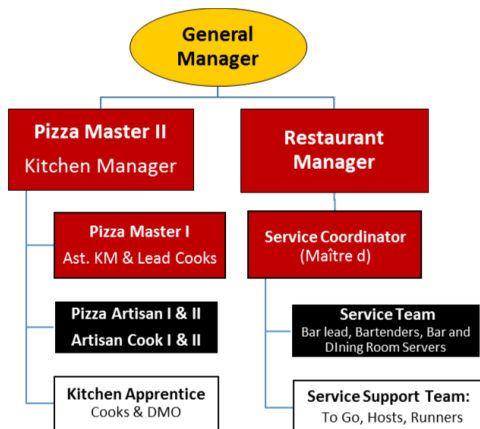 General
Manager
Pizza Master II
Kitchen Manager
Restaurant
Manager
Pizza Master I
Ast. KM & Lead Cooks
Service Coordinator
(Maître d)
Pizza Artisan I & II
Artisan Cook I & II
Service Team
Bar lead, Bartenders, Bar and
DIning Room Servers
Kitchen Apprentice
Cooks & DMO
Service Support Team:
To Go, Hosts, Runners